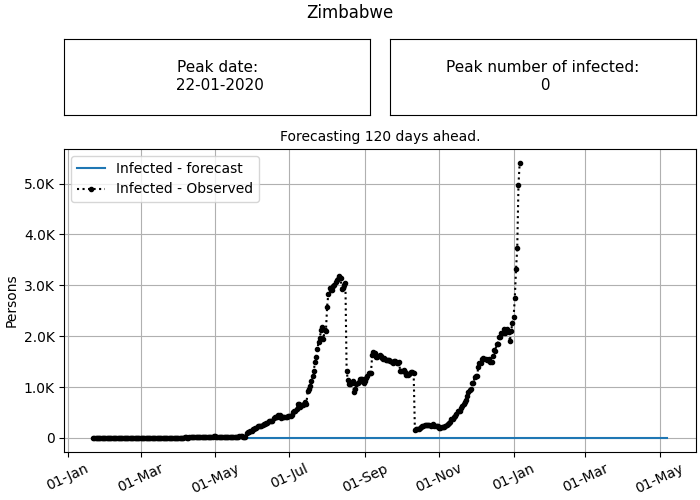 Zimbabwe
Peak date:
22-01-2020
Peak number of infected:
0
Forecasting 120 days ahead.
Infected - forecast
Infected - Observed
Persons
5.0K
4.0K
3.0K
2.0K
1.0K
0
01-Jan
01-Mar
01-May
01-Jul
01-Sep
01-Nov
01-Jan
01-Mar
01-May